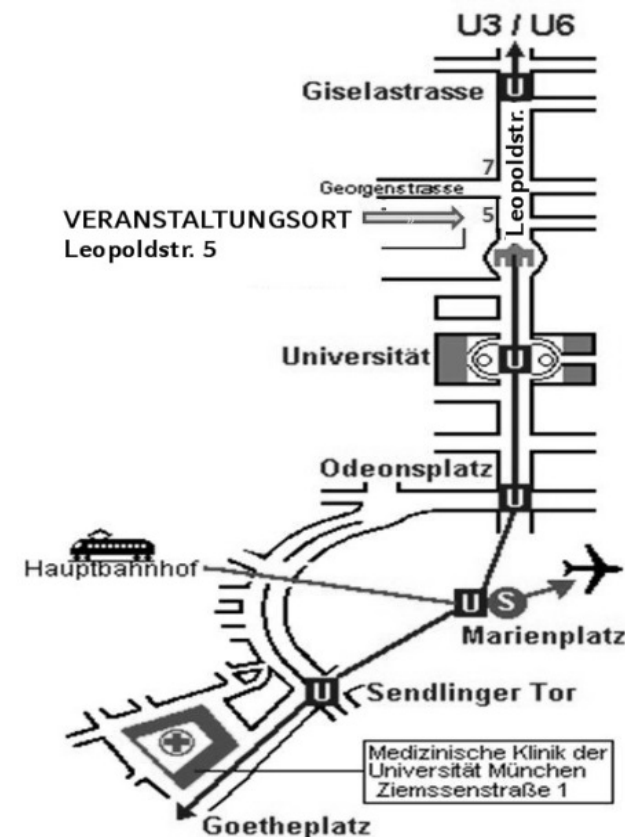 U3 / U6
Giselastrasse
U
Leopoldstr.
7
Georgenstrasse
5
VERANSTALTUNGSORT
Leopoldstr. 5
Universität
U
Odeonsplatz
U
Hauptbahnhof
U S
Marienplatz
U
Sendlinger Tor
Medizinische Klinik der
Universität München
Ziemssenstraße 1
Goetheplatz